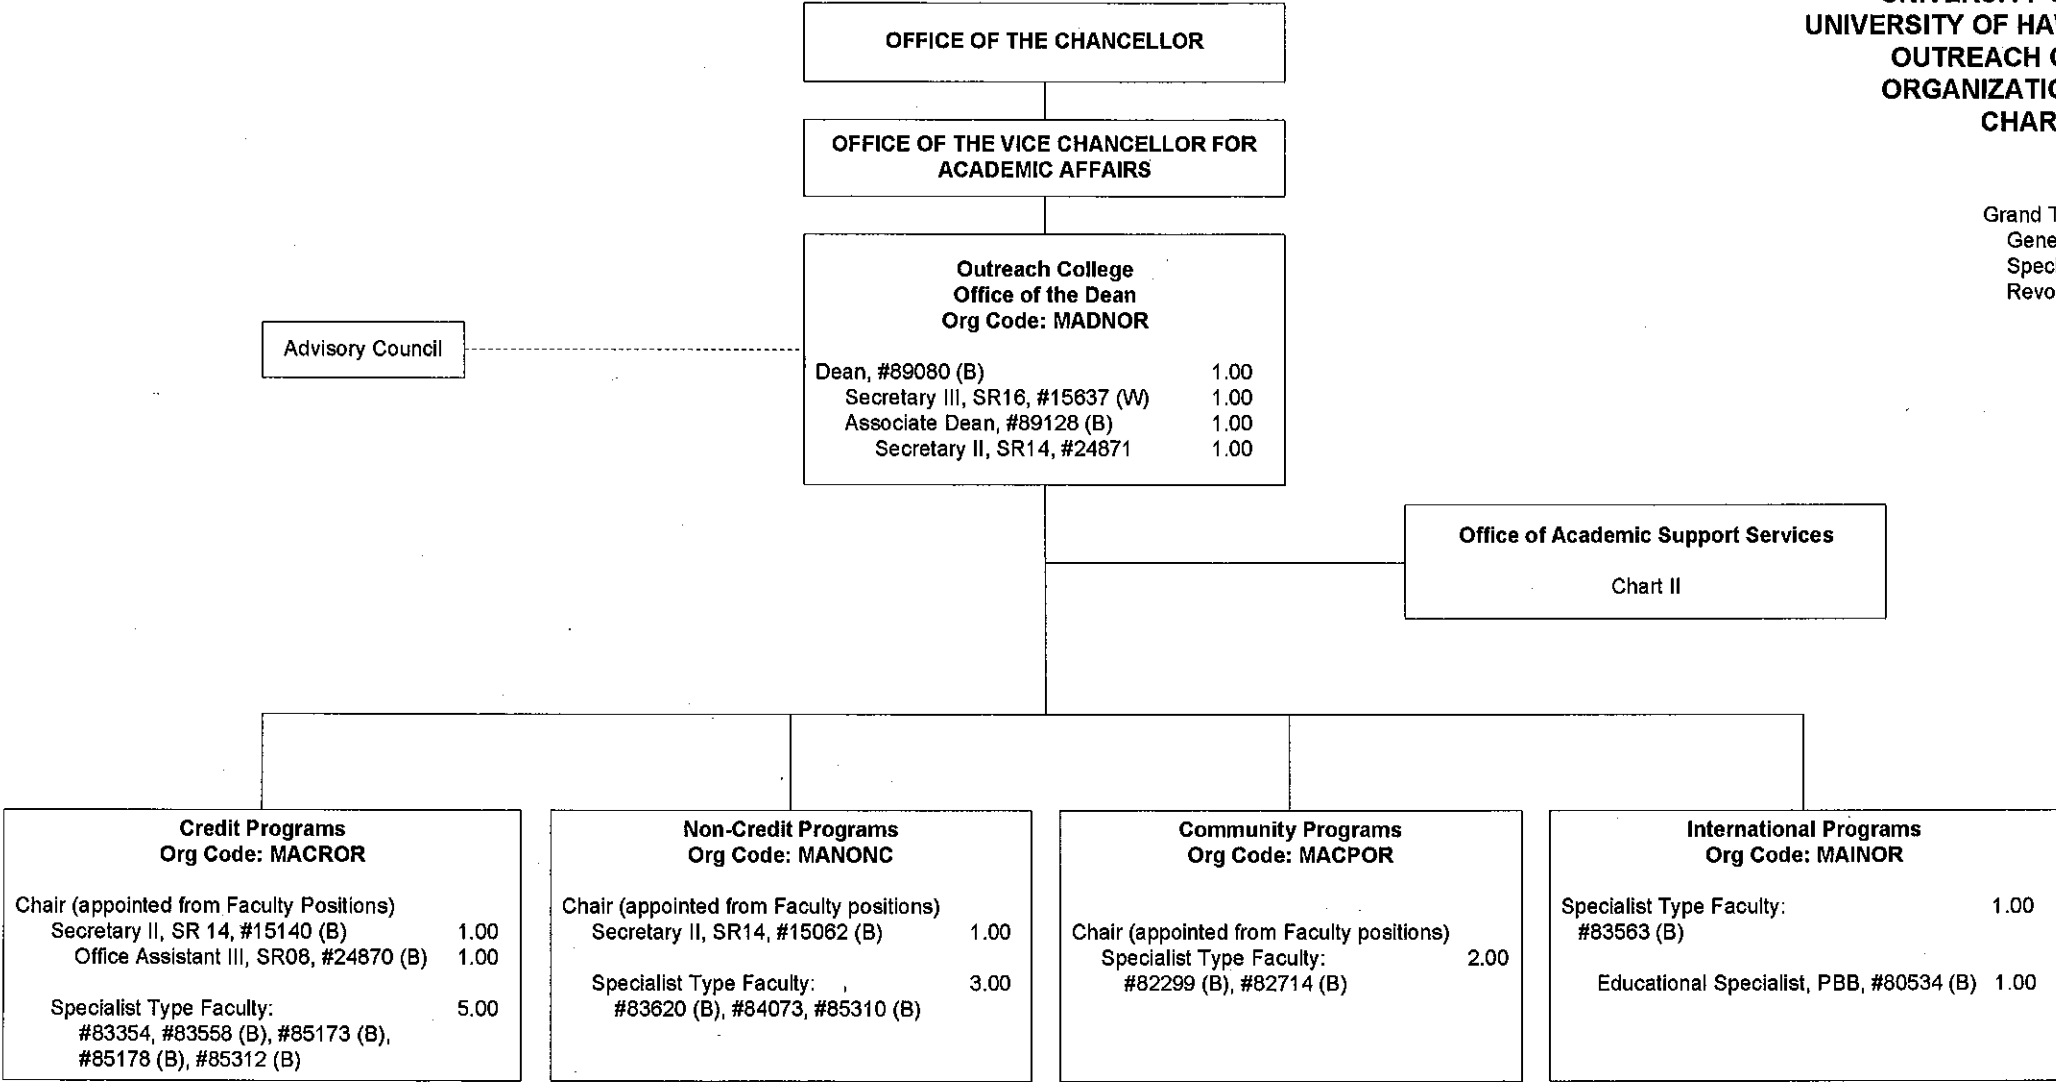 OFFICE OF THE CHANCELLOR
UNIVERSITY OF
OUTREACH
CHAR
OFFICE OF THE VICE CHANCELLOR FOR
ACADEMIC AFFAIRS
Grand
Outreach College
Office of the Dean
Org Code: MADNOR
Dean, #89080 (B) 1.00
Secretary III, SR16, #15637 (W) 1.00
Associate Dean, #89128 (B) 1.00
Secretary II, SR14, #24871 1.00
Advisory Council
Office of Academic Support Services
Chart II
Credit Programs
Org Code: MACROR
Chair (appointed from Faculty Positions)
Secretary II, SR 14, #15140 (B) 1.00
Office Assistant III, SR08, #24870 (B) 1.00
Specialist Type Faculty: 5.00
#83354, #83558 (B), #85173 (B),
#85178 (B), #85312 (B)
Non-Credit Programs
Org Code: MANONC
Chair (appointed from Faculty positions)
Secretary II, SR14, #15062 (B) 1.00
Specialist Type Faculty: 3.00
#83620 (B), #84073, #85310 (B)
Community Programs
Org Code: MACPOR
Chair (appointed from Faculty positions)
Specialist Type Faculty: 2.00
#82299 (B), #82714 (B)
International Programs
Org Code: MAINOR
Specialist Type Faculty: 1.00
#83563 (B)
Educational Specialist, PBB, #80534 (B) 1.00